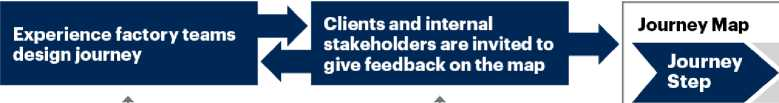 Experience factory teams
design journey
Clients and internal
stakeholders are invited to
give feedback on the map
Journey Map
Journey
Step